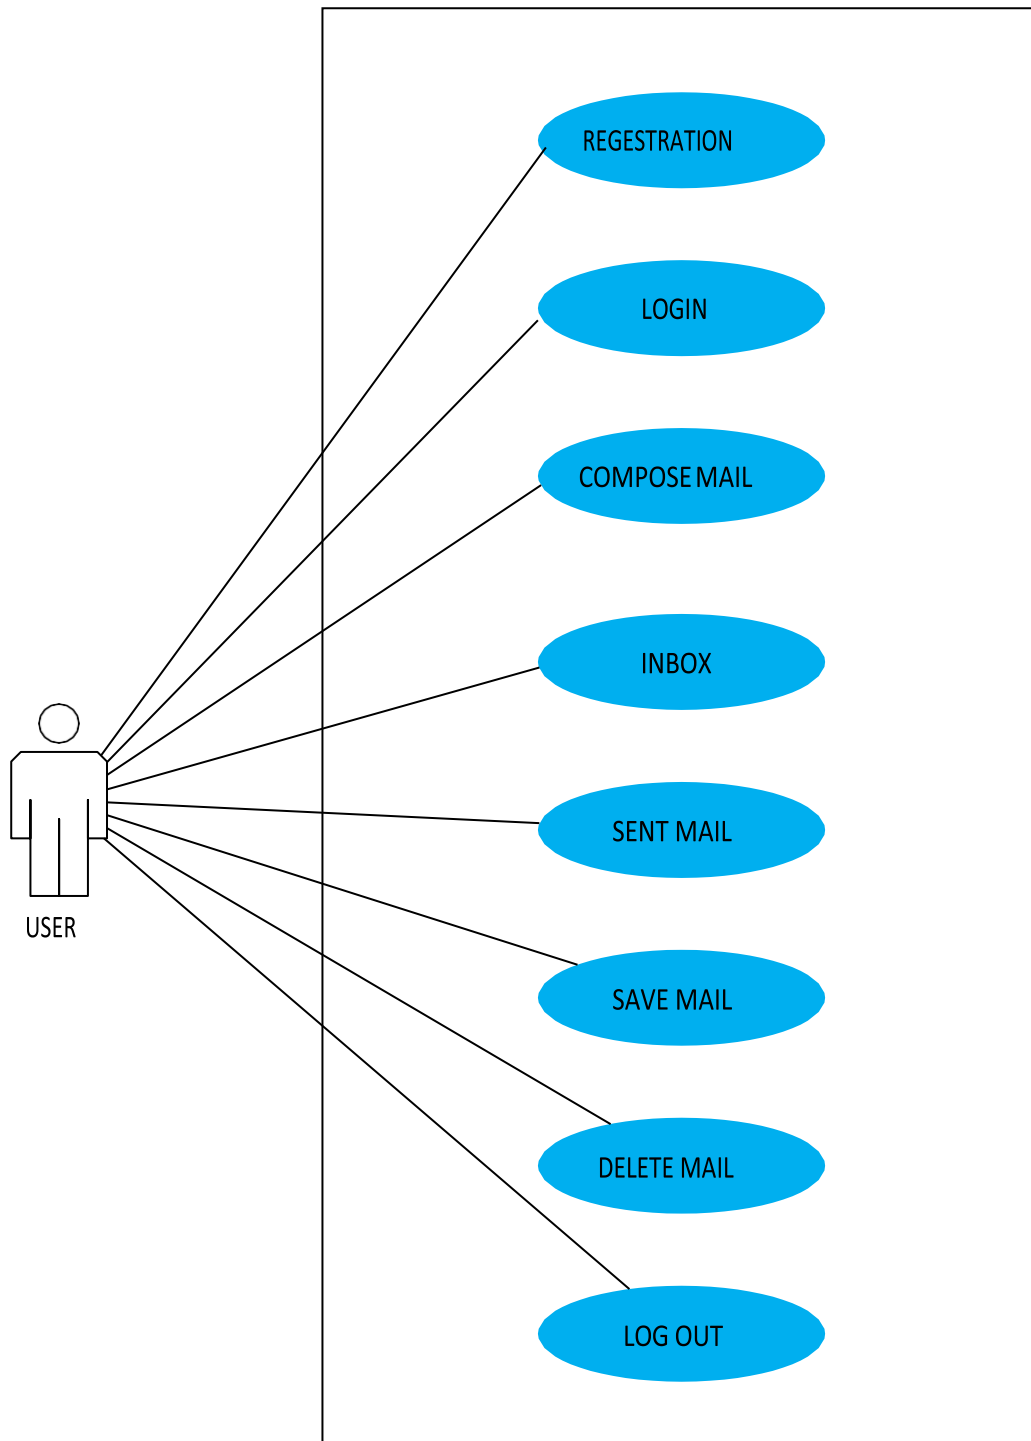 REGESTRATION
LOGIN
COMPOSE MAIL
INBOX
SENT MAIL
USER
SAVE MAIL
DELETE MAIL
LOG OUT